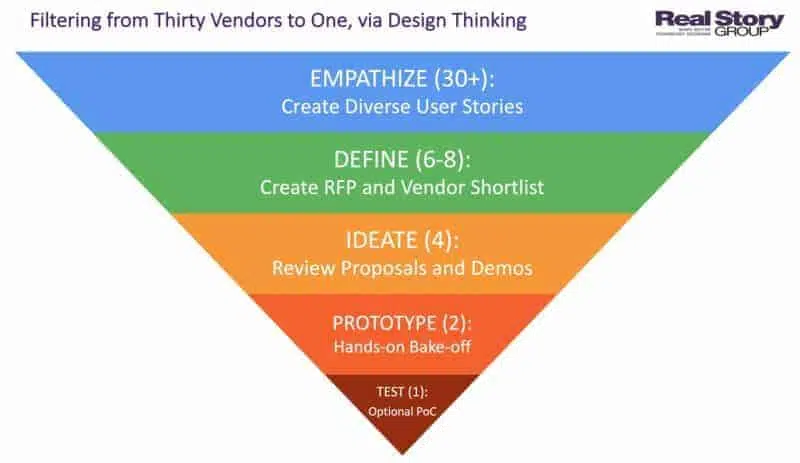 Filtering from Thirty Vendors to One, via Design Thinking
Real Story
GROUP
EMPATHIZE (30+):
Create Diverse User Stories
DEFINE (6-8):
Create RFP and Vendor Shortlist
IDEATE (4):
Review Proposals and Demos
PROTOTYPE (2):
Hands-on Bake-off
TEST (1):
Optional PoC